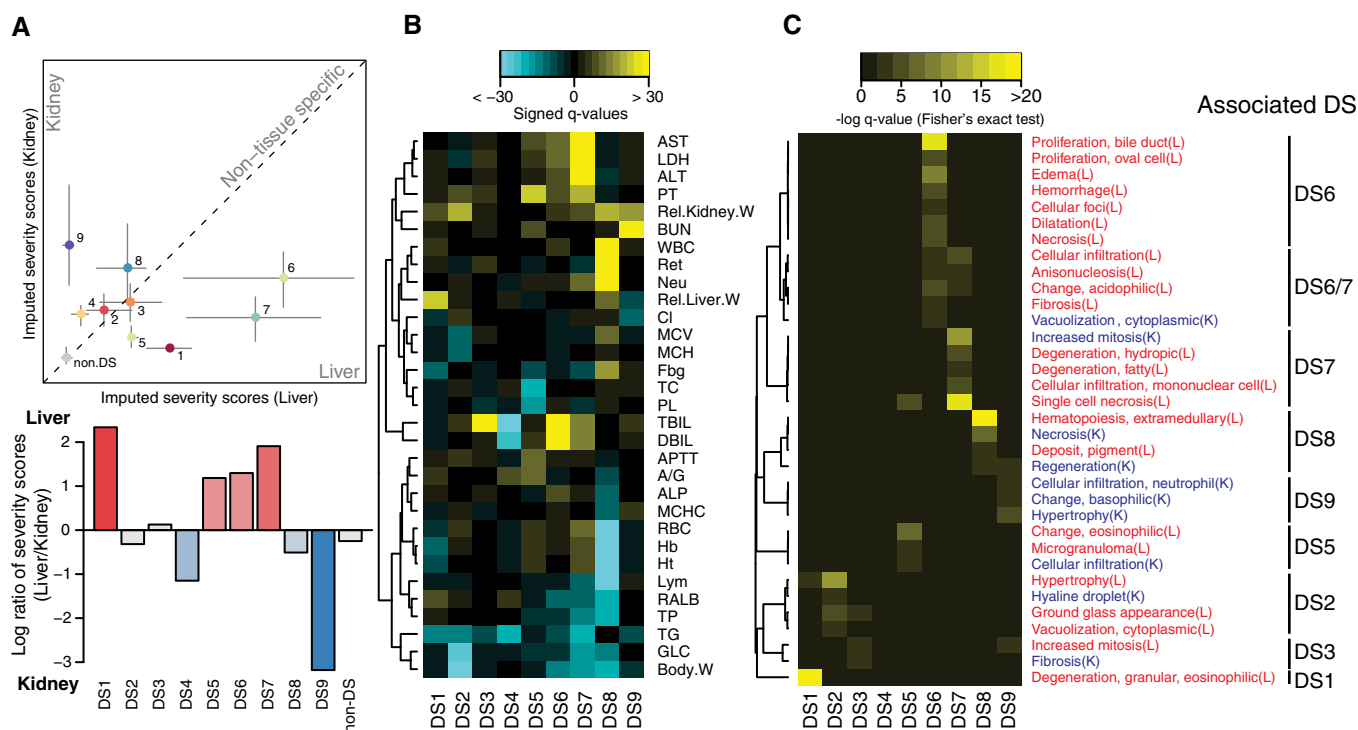 A
Kidney
Non−tissue specific
9
8
6
4
3
2
7
5
1
non.DS
Liver
Imputed severity scores (Kidney)
Imputed severity scores (Liver)
Liver
2
1
0
−1
−2
−3
Kidney
Log ratio of severity scores
(Liver/Kidney)
DS1
DS2
DS3
DS4
DS5
DS6
DS7
DS8
DS9
non-DS
B
< −30
0
> 30
Signed q-values
AST
LDH
ALT
PT
Rel.Kidney.W
BUN
WBC
Ret
Neu
Rel.Liver.W
Cl
MCV
MCH
Fbg
TC
PL
TBIL
DBIL
APTT
A/G
ALP
MCHC
RBC
Hb
Ht
Lym
RALB
TP
TG
GLC
Body.W
DS1
DS2
DS3
DS4
DS5
DS6
DS7
DS8
DS9
C
0
5
10
15
>20
-log q-value (Fisher's exact test)
Associated DS
Proliferation, bile duct(L)
Proliferation, oval cell(L)
Edema(L)
Hemorrhage(L)
Cellular foci(L)
Dilatation(L)
Necrosis(L)
Cellular infiltration(L)
Anisonucleosis(L)
Change, acidophilic(L)
Fibrosis(L)
Vacuolization, cytoplasmic(K)
Increased mitosis(K)
Degeneration, hydropic(L)
Degeneration, fatty(L)
Cellular infiltration, mononuclear cell(L)
Single cell necrosis(L)
Hematopoiesis, extramedullary(L)
Necrosis(K)
Deposit, pigment(L)
Regeneration(K)
Cellular infiltration, neutrophil(K)
Change, basophilic(K)
Hypertrophy(K)
Change, eosinophilic(L)
Microgranuloma(L)
Cellular infiltration(K)
Hypertrophy(L)
Hyaline droplet(K)
Ground glass appearance(L)
Vacuolization, cytoplasmic(L)
Increased mitosis(L)
Fibrosis(K)
Degeneration, granular, eosinophilic(L)
DS6
DS6/7
DS7
DS8
DS9
DS5
DS2
DS3
DS1
DS1
DS2
DS3
DS4
DS5
DS6
DS7
DS8
DS9